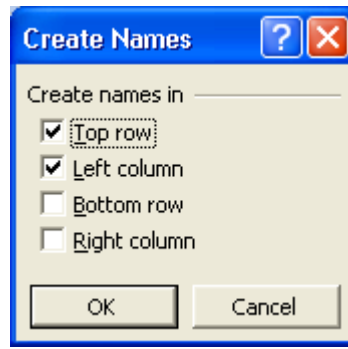 Create Names
?
Create names in
Top row
Left column
Bottom row
Right column
OK
Cancel